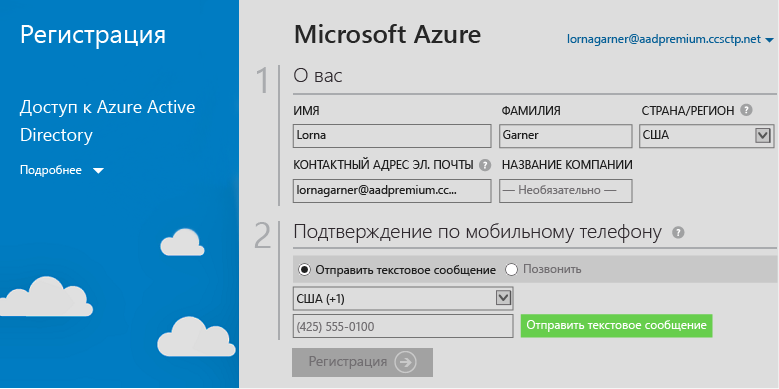 Регистрация
Доступ к Azure Active
Directory
Подробнее
Microsoft Azure
lornagarner@aadpremium.ccsctp.net
1 О вас
ИМЯ ФАМИЛИЯ СТРАНА/РЕГИОН ?
Lorna Garner США
КОНТАКТНЫЙ АДРЕС ЭЛ. ПОЧТЫ ? НАЗВАНИЕ КОМПАНИИ
lornagarner@aadpremium.cc... — Необязательно —
2 Подтверждение по мобильному телефону ?
Отправить текстовое сообщение Позвонить
США (+1)
(425) 555-0100 Отправить текстовое сообщение
Регистрация